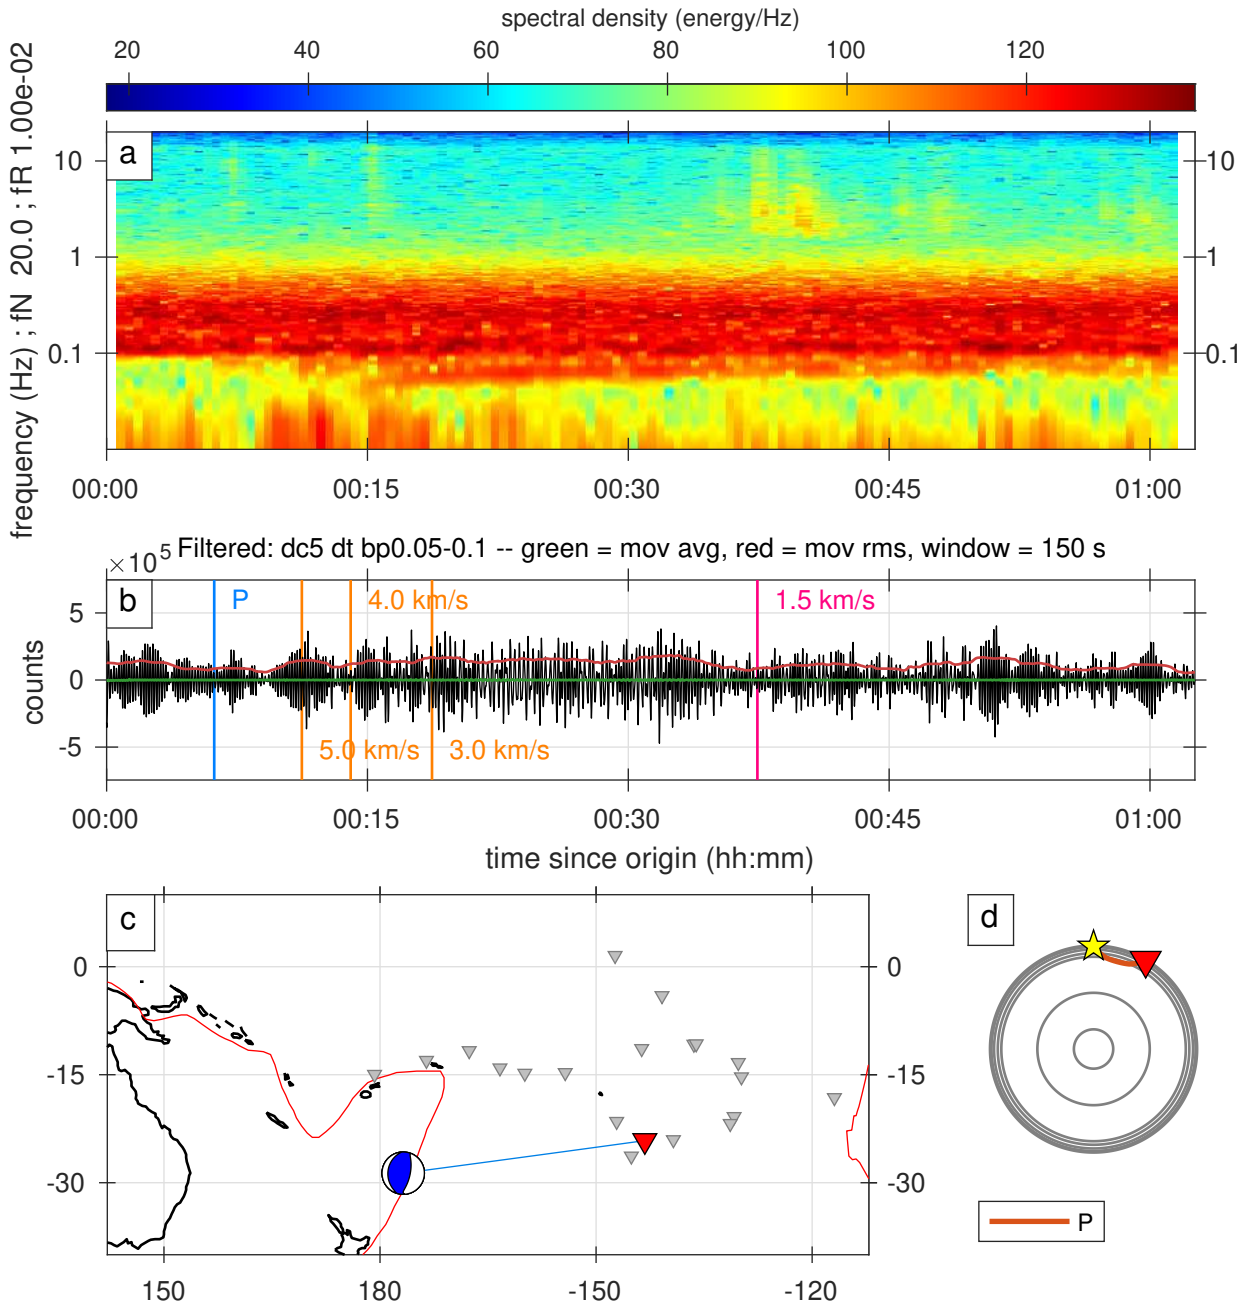 spectral density (energy/Hz)
20 40 60 80 100 120
frequency (Hz) ; fN 20.0 ; fR 1.00e-02
a
10 10
1 1
0.1 0.1
00:00 00:15 00:30 00:45 01:00
×10^5 Filtered: dc5 dt bp0.05-0.1 -- green = mov avg, red = mov rms, window = 150 s
b
counts
5
0
-5
P 4.0 km/s 1.5 km/s
5.0 km/s 3.0 km/s
00:00 00:15 00:30 00:45 01:00
time since origin (hh:mm)
c
0 0
-15 -15
-30 -30
150 180 -150 -120
d
P